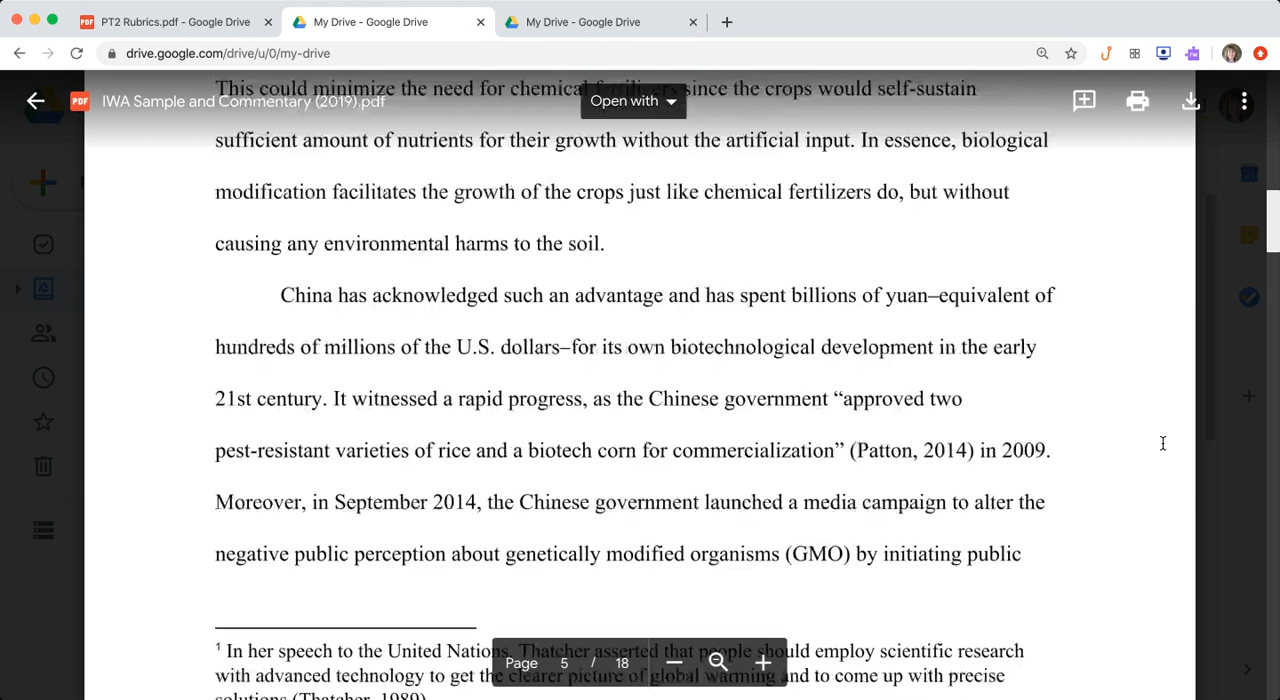 PDF PT2 Rubrics.pdf - Google Drive
My Drive - Google Drive
My Drive - Google Drive
drive.google.com/drive/u/0/my-drive
PDF IWA Sample and Commentary (2019).pdf
Open with
This could minimize the need for chemical since the crops would self-sustain
sufficient amount of nutrients for their growth without the artificial input. In essence, biological
modification facilitates the growth of the crops just like chemical fertilizers do, but without
causing any environmental harms to the soil.
China has acknowledged such an advantage and has spent billions of yuan–equivalent of
hundreds of millions of the U.S. dollars–for its own biotechnological development in the early
21st century. It witnessed a rapid progress, as the Chinese government “approved two
pest-resistant varieties of rice and a biotech corn for commercialization” (Patton, 2014) in 2009.
Moreover, in September 2014, the Chinese government launched a media campaign to alter the
negative public perception about genetically modified organisms (GMO) by initiating public
1 In her speech to the United Nations, Thatcher asserted that people should employ scientific research
with advanced technology to get the clearer picture of global warming and to come up with precise
solutions (Thatcher, 1989)
Page 5 / 18